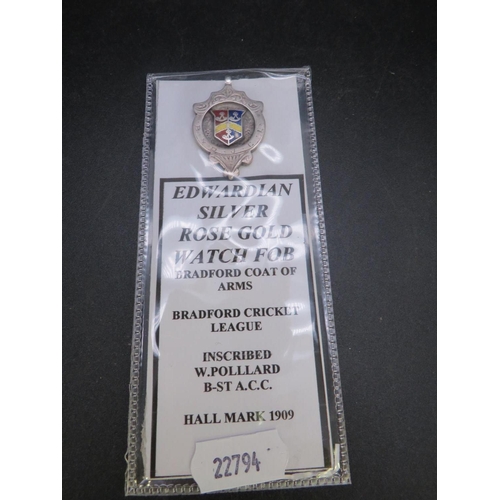 EDWARDIAN
SILVER
ROSE GOLD
WATCH FOB
BRADFORD COAT OF
ARMS
BRADFORD CRICKET
LEAGUE
INSCRIBED
W.POLLLARD
B-ST A.C.C.
HALL MARK 1909
22794